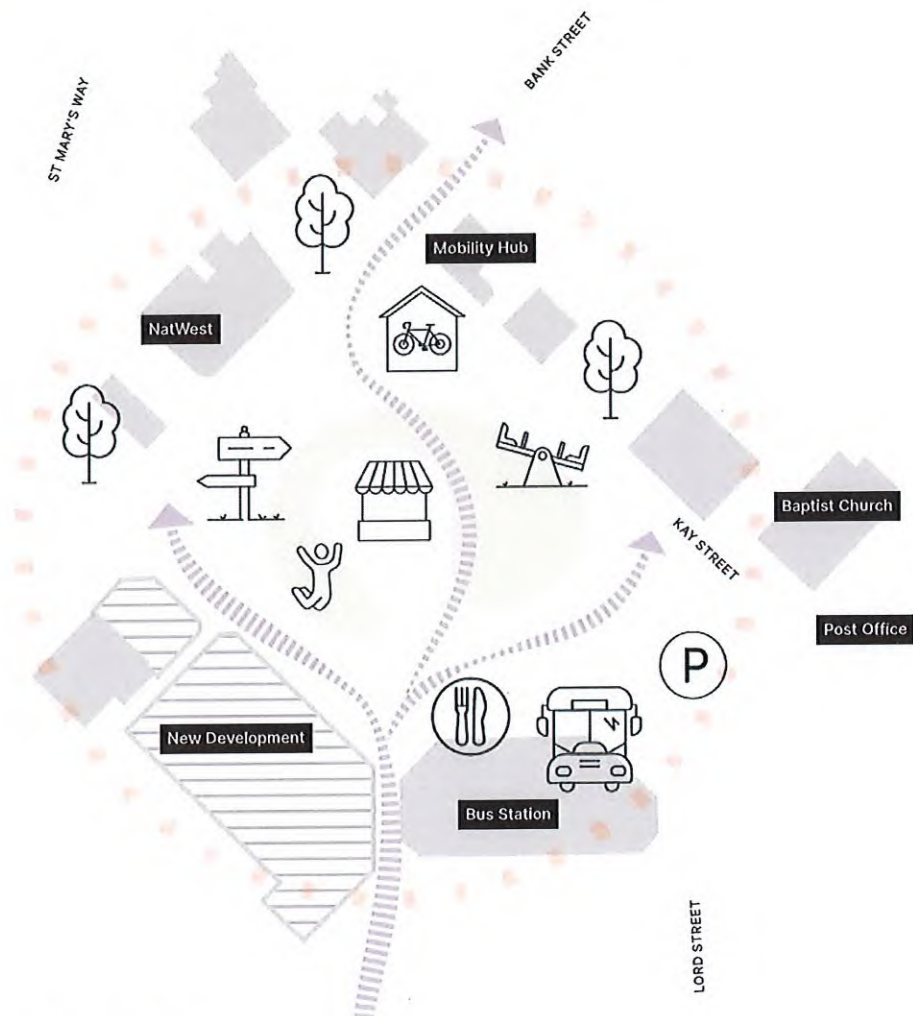 BANK STREET
ST MARY'S WAY
Mobility Hub
NatWest
Baptist Church
KAY STREET
Post Office
P
New Development
Bus Station
LORD STREET